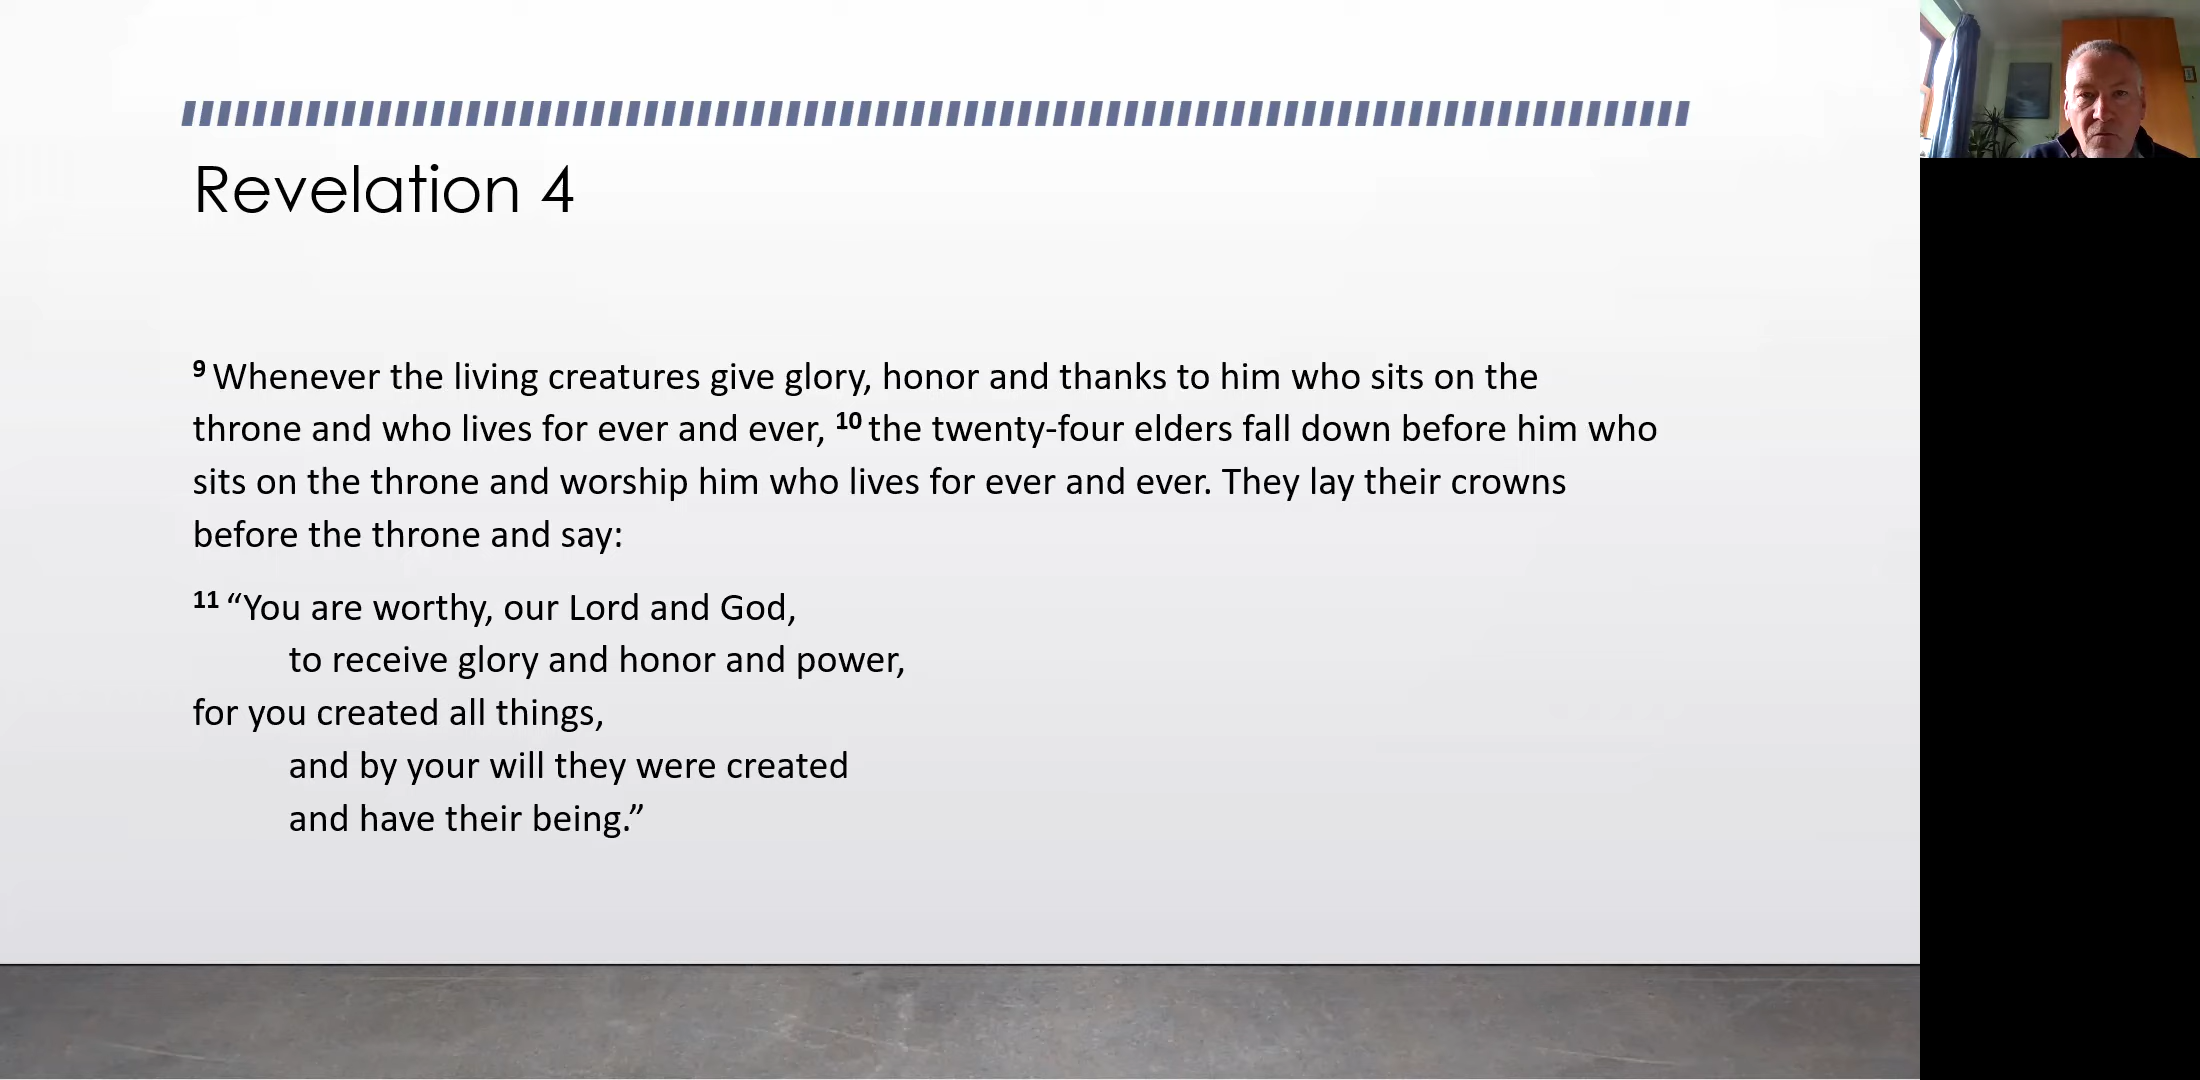 Revelation 4
9 Whenever the living creatures give glory, honor and thanks to him who sits on the
throne and who lives for ever and ever, 10 the twenty-four elders fall down before him who
sits on the throne and worship him who lives for ever and ever. They lay their crowns
before the throne and say:
11 “You are worthy, our Lord and God,
to receive glory and honor and power,
for you created all things,
and by your will they were created
and have their being.”